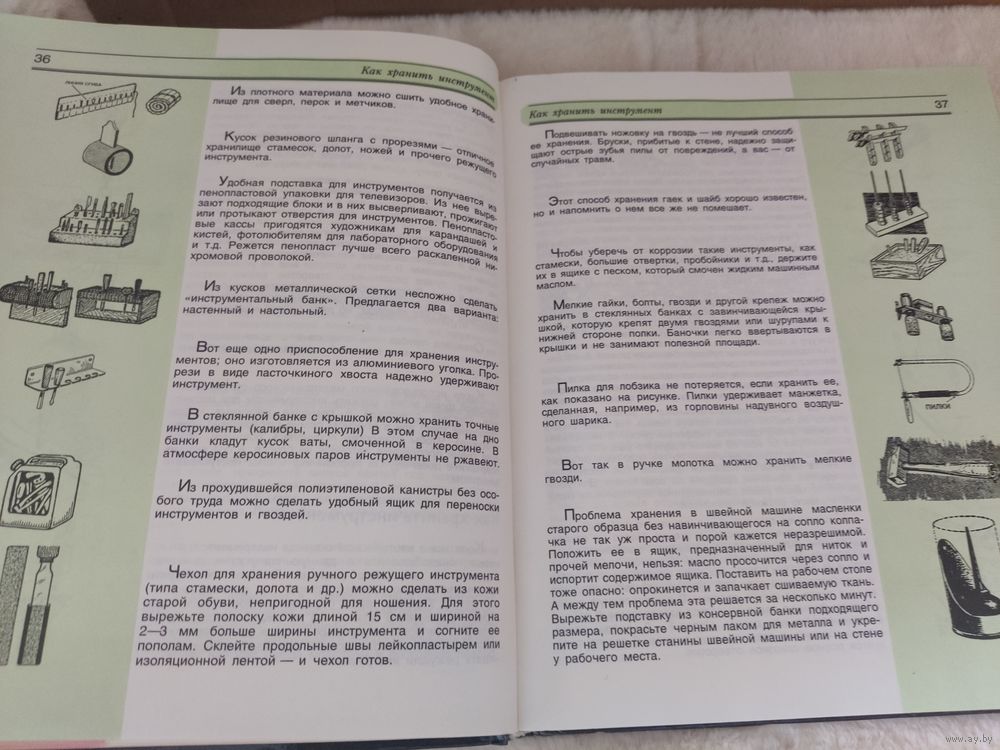 36
Как хранить инструмент
ЛИНИЯ СГИБА
Из плотного материала можно сшить удобное храни-
лище для сверл, перок и метчиков.
Кусок резинового шланга с прорезями — отличное
хранилище стамесок, долот, ножей и прочего режущего
инструмента.
Удобная подставка для инструментов получается из
пенопластовой упаковки для телевизоров. Из нее выре-
зают подходящие блоки и в них высверливают, прожигают
или протыкают отверстия для инструментов. Пенопласто-
вые кассы пригодятся художникам для карандашей и
кистей, фотолюбителям для лабораторного оборудования
и т.д. Режется пенопласт лучше всего раскаленной ни-
хромовой проволокой.
Из кусков металлической сетки несложно сделать
«инструментальный банк». Предлагается два варианта:
настенный и настольный.
Вот еще одно приспособление для хранения инстру-
ментов; оно изготовляется из алюминиевого уголка. Про-
рези в виде ласточкиного хвоста надежно удерживают
инструмент.
В стеклянной банке с крышкой можно хранить точные
инструменты (калибры, циркули) В этом случае на дно
банки кладут кусок ваты, смоченной в керосине. В
атмосфере керосиновых паров инструменты не ржавеют.
Из прохудившейся полиэтиленовой канистры без осо-
бого труда можно сделать удобный ящик для переноски
инструментов и гвоздей.
Чехол для хранения ручного режущего инструмента
(типа стамески, долота и др.) можно сделать из кожи
старой обуви, непригодной для ношения. Для этого
вырежьте полоску кожи длиной 15 см и шириной на
2—3 мм больше ширины инструмента и согните ее
пополам. Склейте продольные швы лейкопластырем или
изоляционной лентой — и чехол готов.
Как хранить инструмент
37
Подвешивать ножовку на гвоздь — не лучший способ
ее хранения. Бруски, прибитые к стене, надежно защи-
щают острые зубья пилы от повреждений, а вас — от
случайных травм.
Этот способ хранения гаек и шайб хорошо известен,
но и напомнить о нем все же не помешает.
Чтобы уберечь от коррозии такие инструменты, как
стамески, большие отвертки, пробойники и т.д., держите
их в ящике с песком, который смочен жидким машинным
маслом.
Мелкие гайки, болты, гвозди и другой крепеж можно
хранить в стеклянных банках с завинчивающейся кры-
шкой, которую крепят двумя гвоздями или шурупами к
нижней стороне полки. Баночки легко ввертываются в
крышки и не занимают полезной площади.
Пилка для лобзика не потеряется, если хранить ее,
как показано на рисунке. Пилки удерживает манжетка,
сделанная, например, из горловины надувного воздуш-
ного шарика.
ПИЛКИ
Вот так в ручке молотка можно хранить мелкие
гвозди.
Проблема хранения в швейной машине масленки
старого образца без навинчивающегося на сопло колпа-
чка не так уж проста и порой кажется неразрешимой.
Положить ее в ящик, предназначенный для ниток и
прочей мелочи, нельзя: масло просочится через сопло и
испортит содержимое ящика. Поставить на рабочем столе
тоже опасно: опрокинется и запачкает сшиваемую ткань.
А между тем проблема эта решается за несколько минут.
Вырежьте подставку из консервной банки подходящего
размера, покрасьте черным лаком для металла и укре-
пите на решетке станины швейной машины или на стене
у рабочего места.
www.ay.by